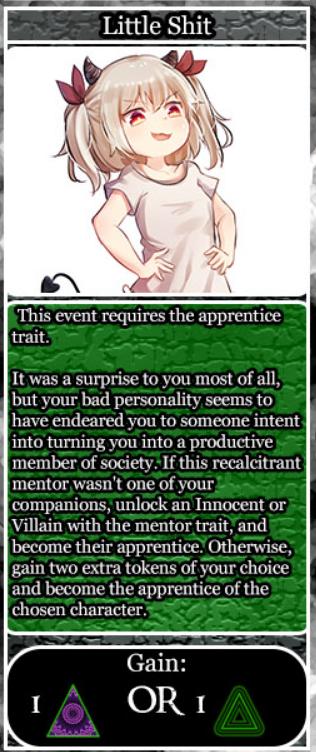 Little Shit
This event requires the apprentice
trait.
It was a surprise to you most of all,
but your bad personality seems to
have endeared you to someone intent
into turning you into a productive
member of society. If this recalcitrant
mentor wasn't one of your
companions, unlock an Innocent or
Villain with the mentor trait, and
become their apprentice. Otherwise,
gain two extra tokens of your choice
and become the apprentice of the
chosen character.
Gain:
1 OR 1